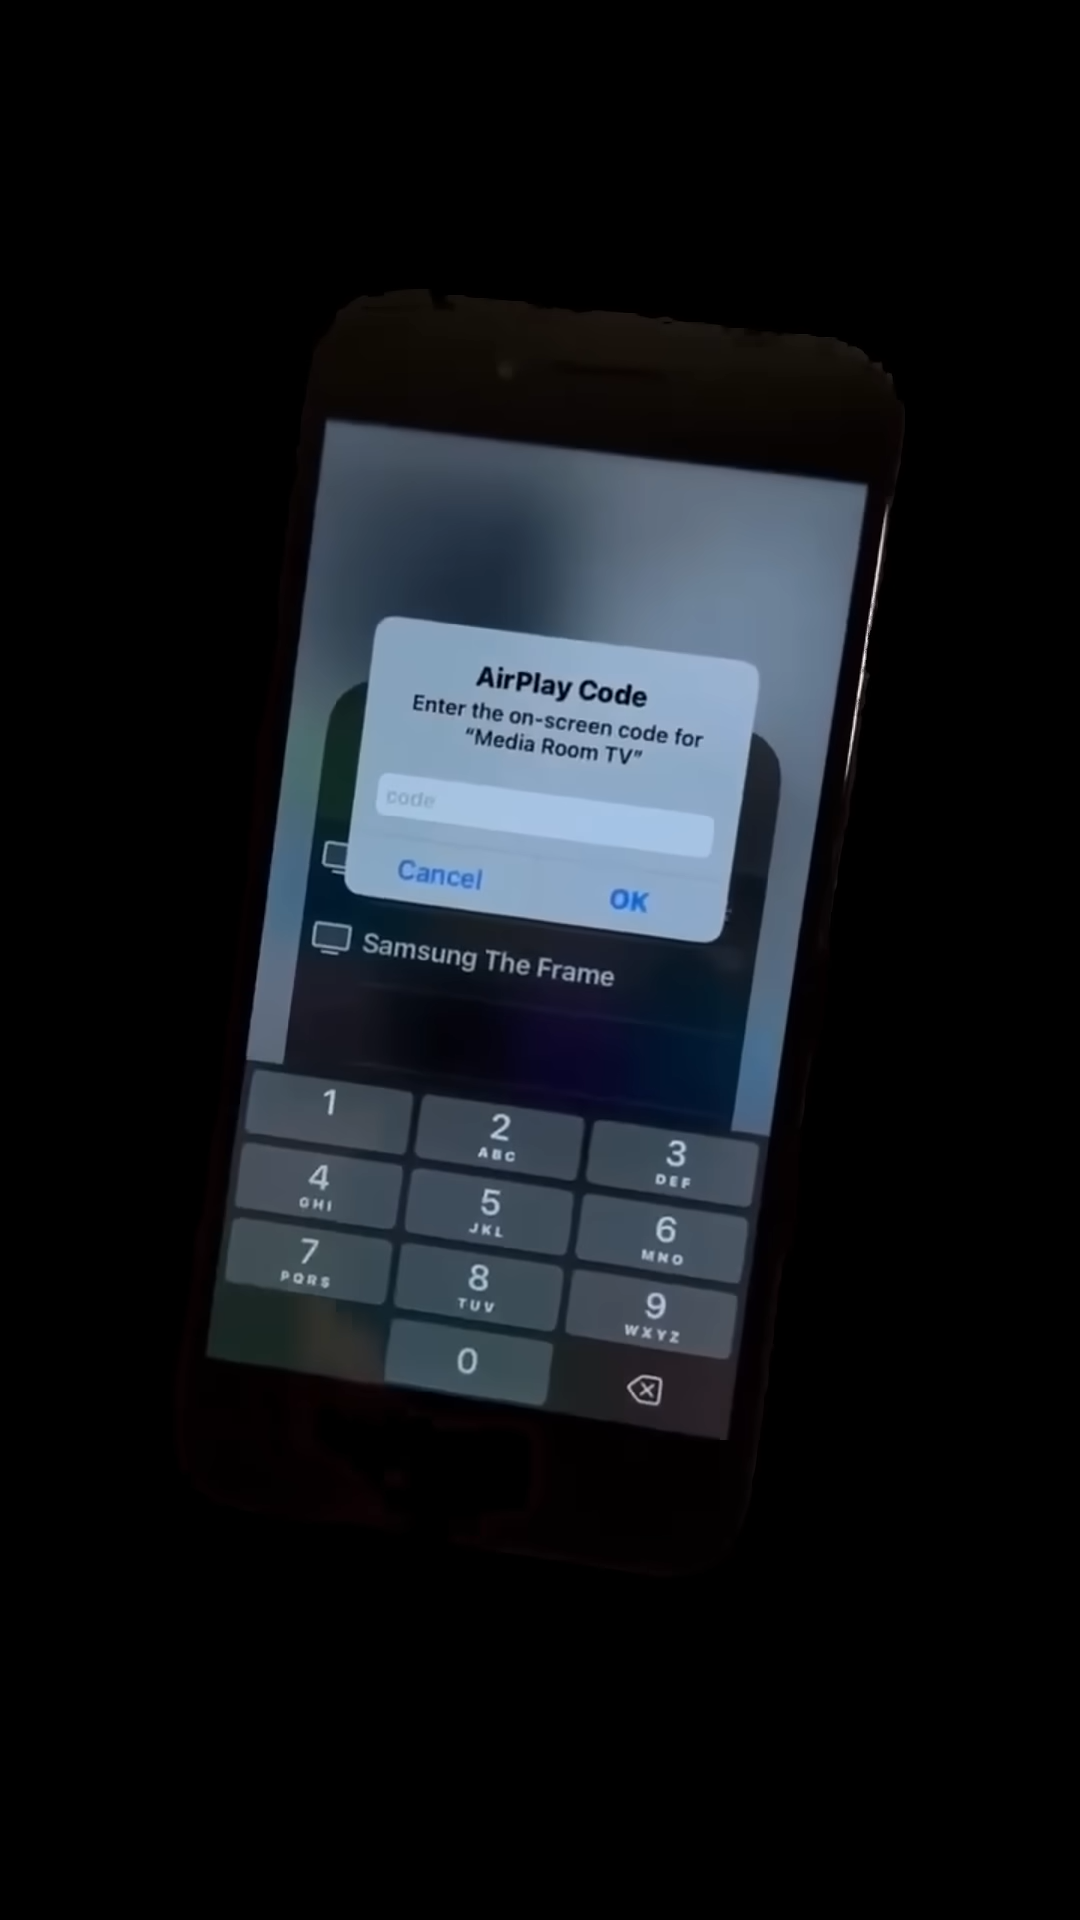 AirPlay Code
Enter the on-screen code for
“Media Room TV”
code
Cancel
OK
Samsung The Frame
1
2
ABC
3
DEF
4
GHI
5
JKL
6
MNO
7
PQRS
8
TUV
9
WXYZ
0